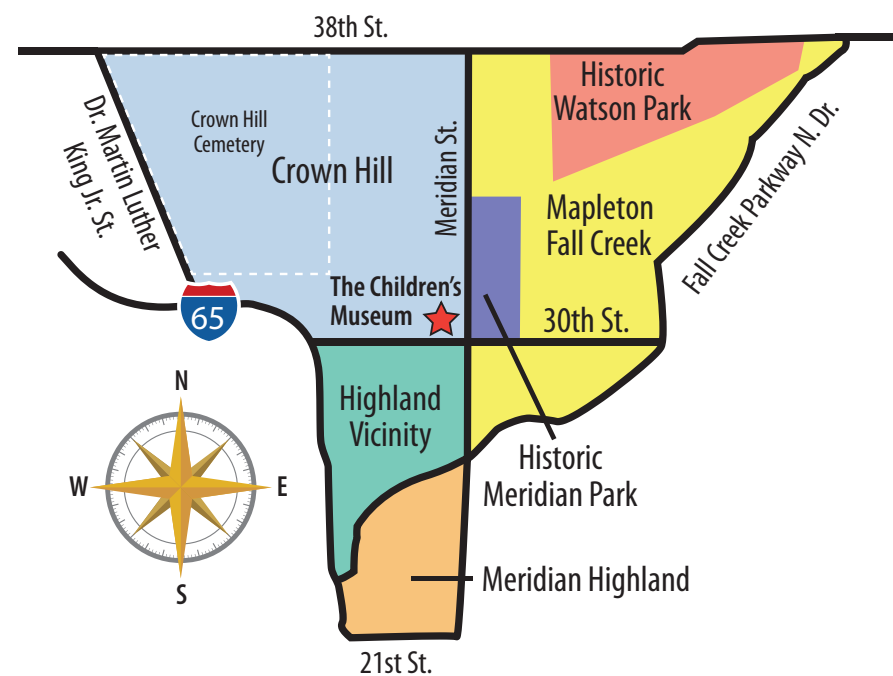 38th St.
Historic
Watson Park
Crown Hill
Cemetery
Crown Hill
Dr. Martin Luther
King Jr. St.
Meridian St.
Mapleton
Fall Creek
Fall Creek Parkway N. Dr.
The Children's
Museum
65
30th St.
Highland
Vicinity
N
W
E
S
Historic
Meridian Park
Meridian Highland
21st St.